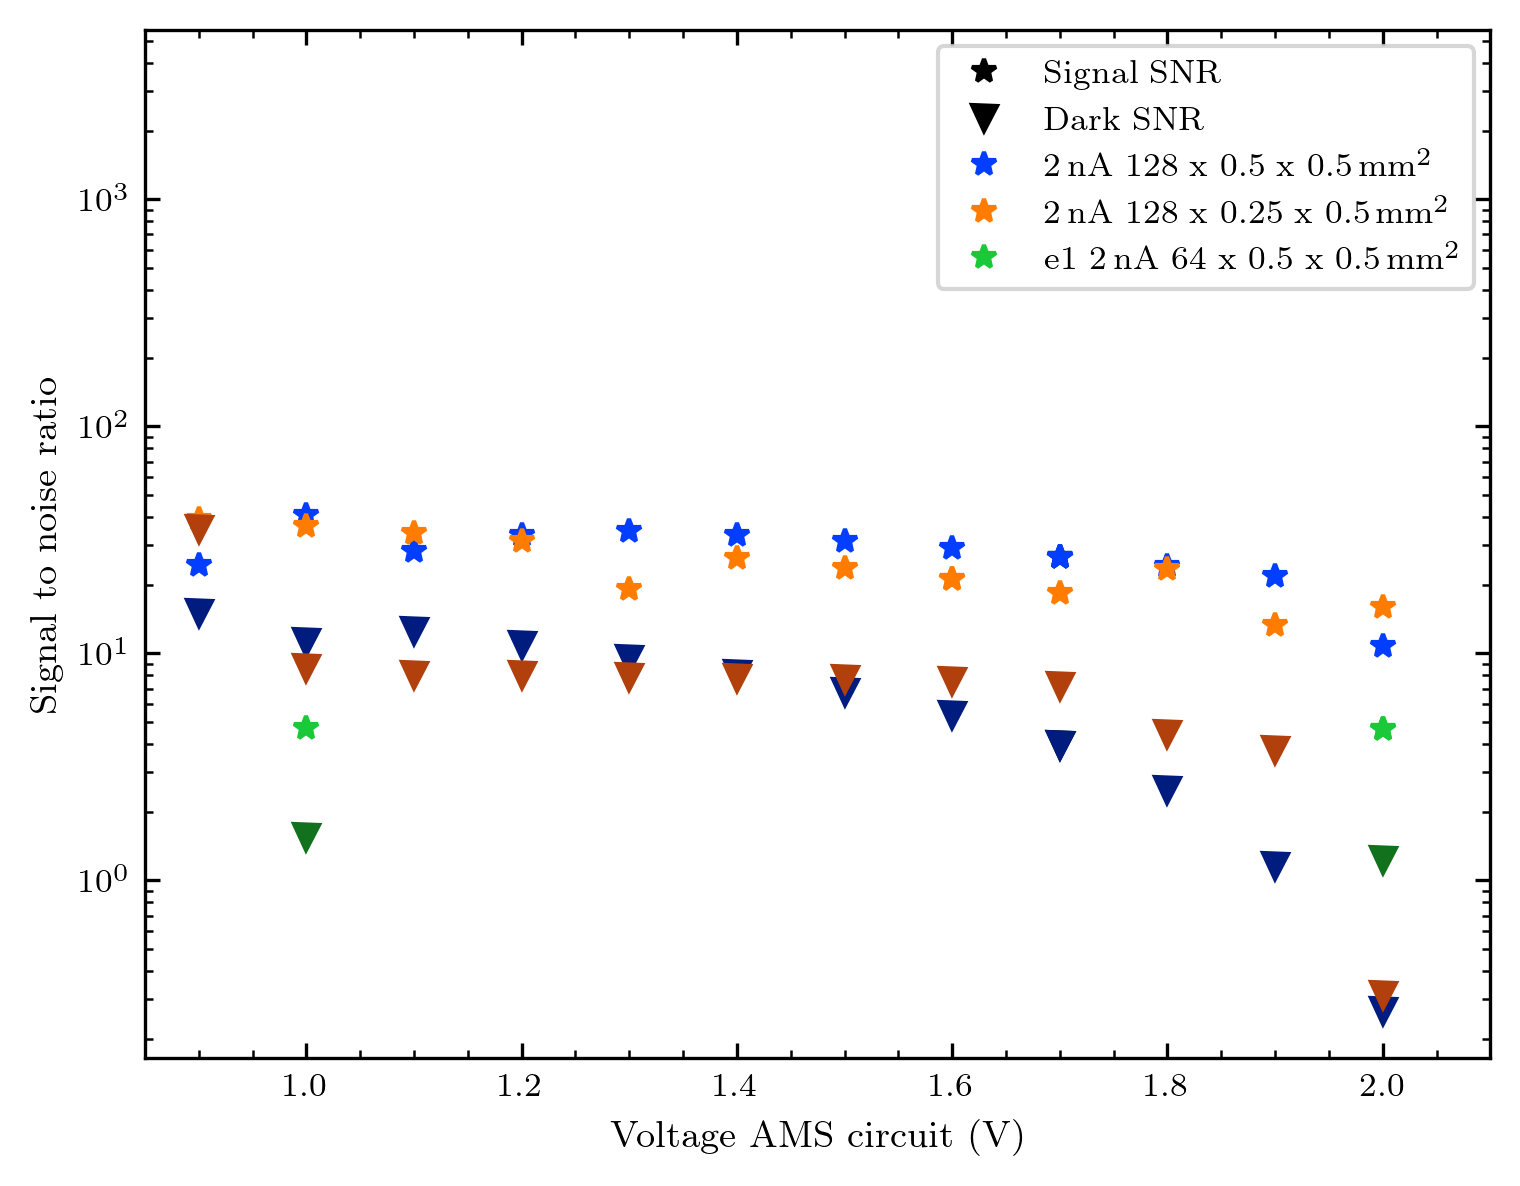 Signal SNR
Dark SNR
2 nA 128 x 0.5 x 0.5 mm²
2 nA 128 x 0.25 x 0.5 mm²
e1 2 nA 64 x 0.5 x 0.5 mm²
10³
10²
10¹
10⁰
Signal to noise ratio
1.0 1.2 1.4 1.6 1.8 2.0
Voltage AMS circuit (V)